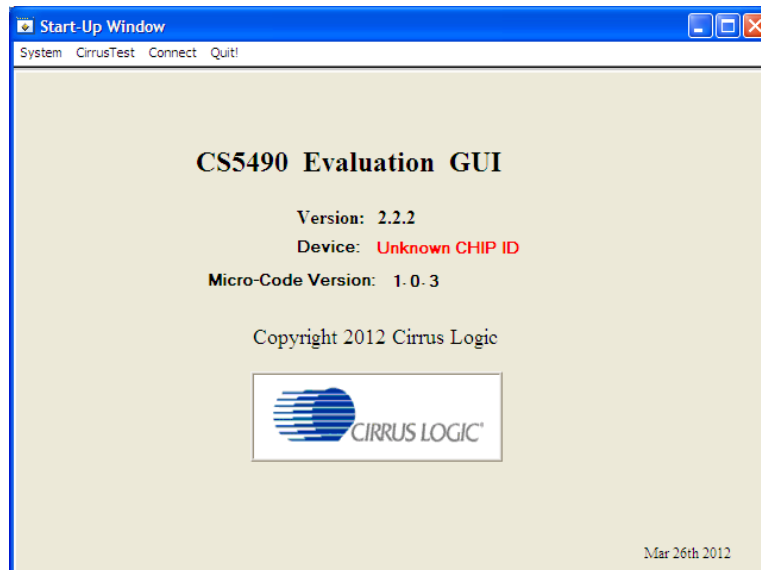 Start-Up Window
System CirrusTest Connect Quit!
CS5490 Evaluation GUI
Version: 2.2.2
Device: Unknown CHIP ID
Micro-Code Version: 1.0.3
Copyright 2012 Cirrus Logic
CIRRUS LOGIC®
Mar 26th 2012